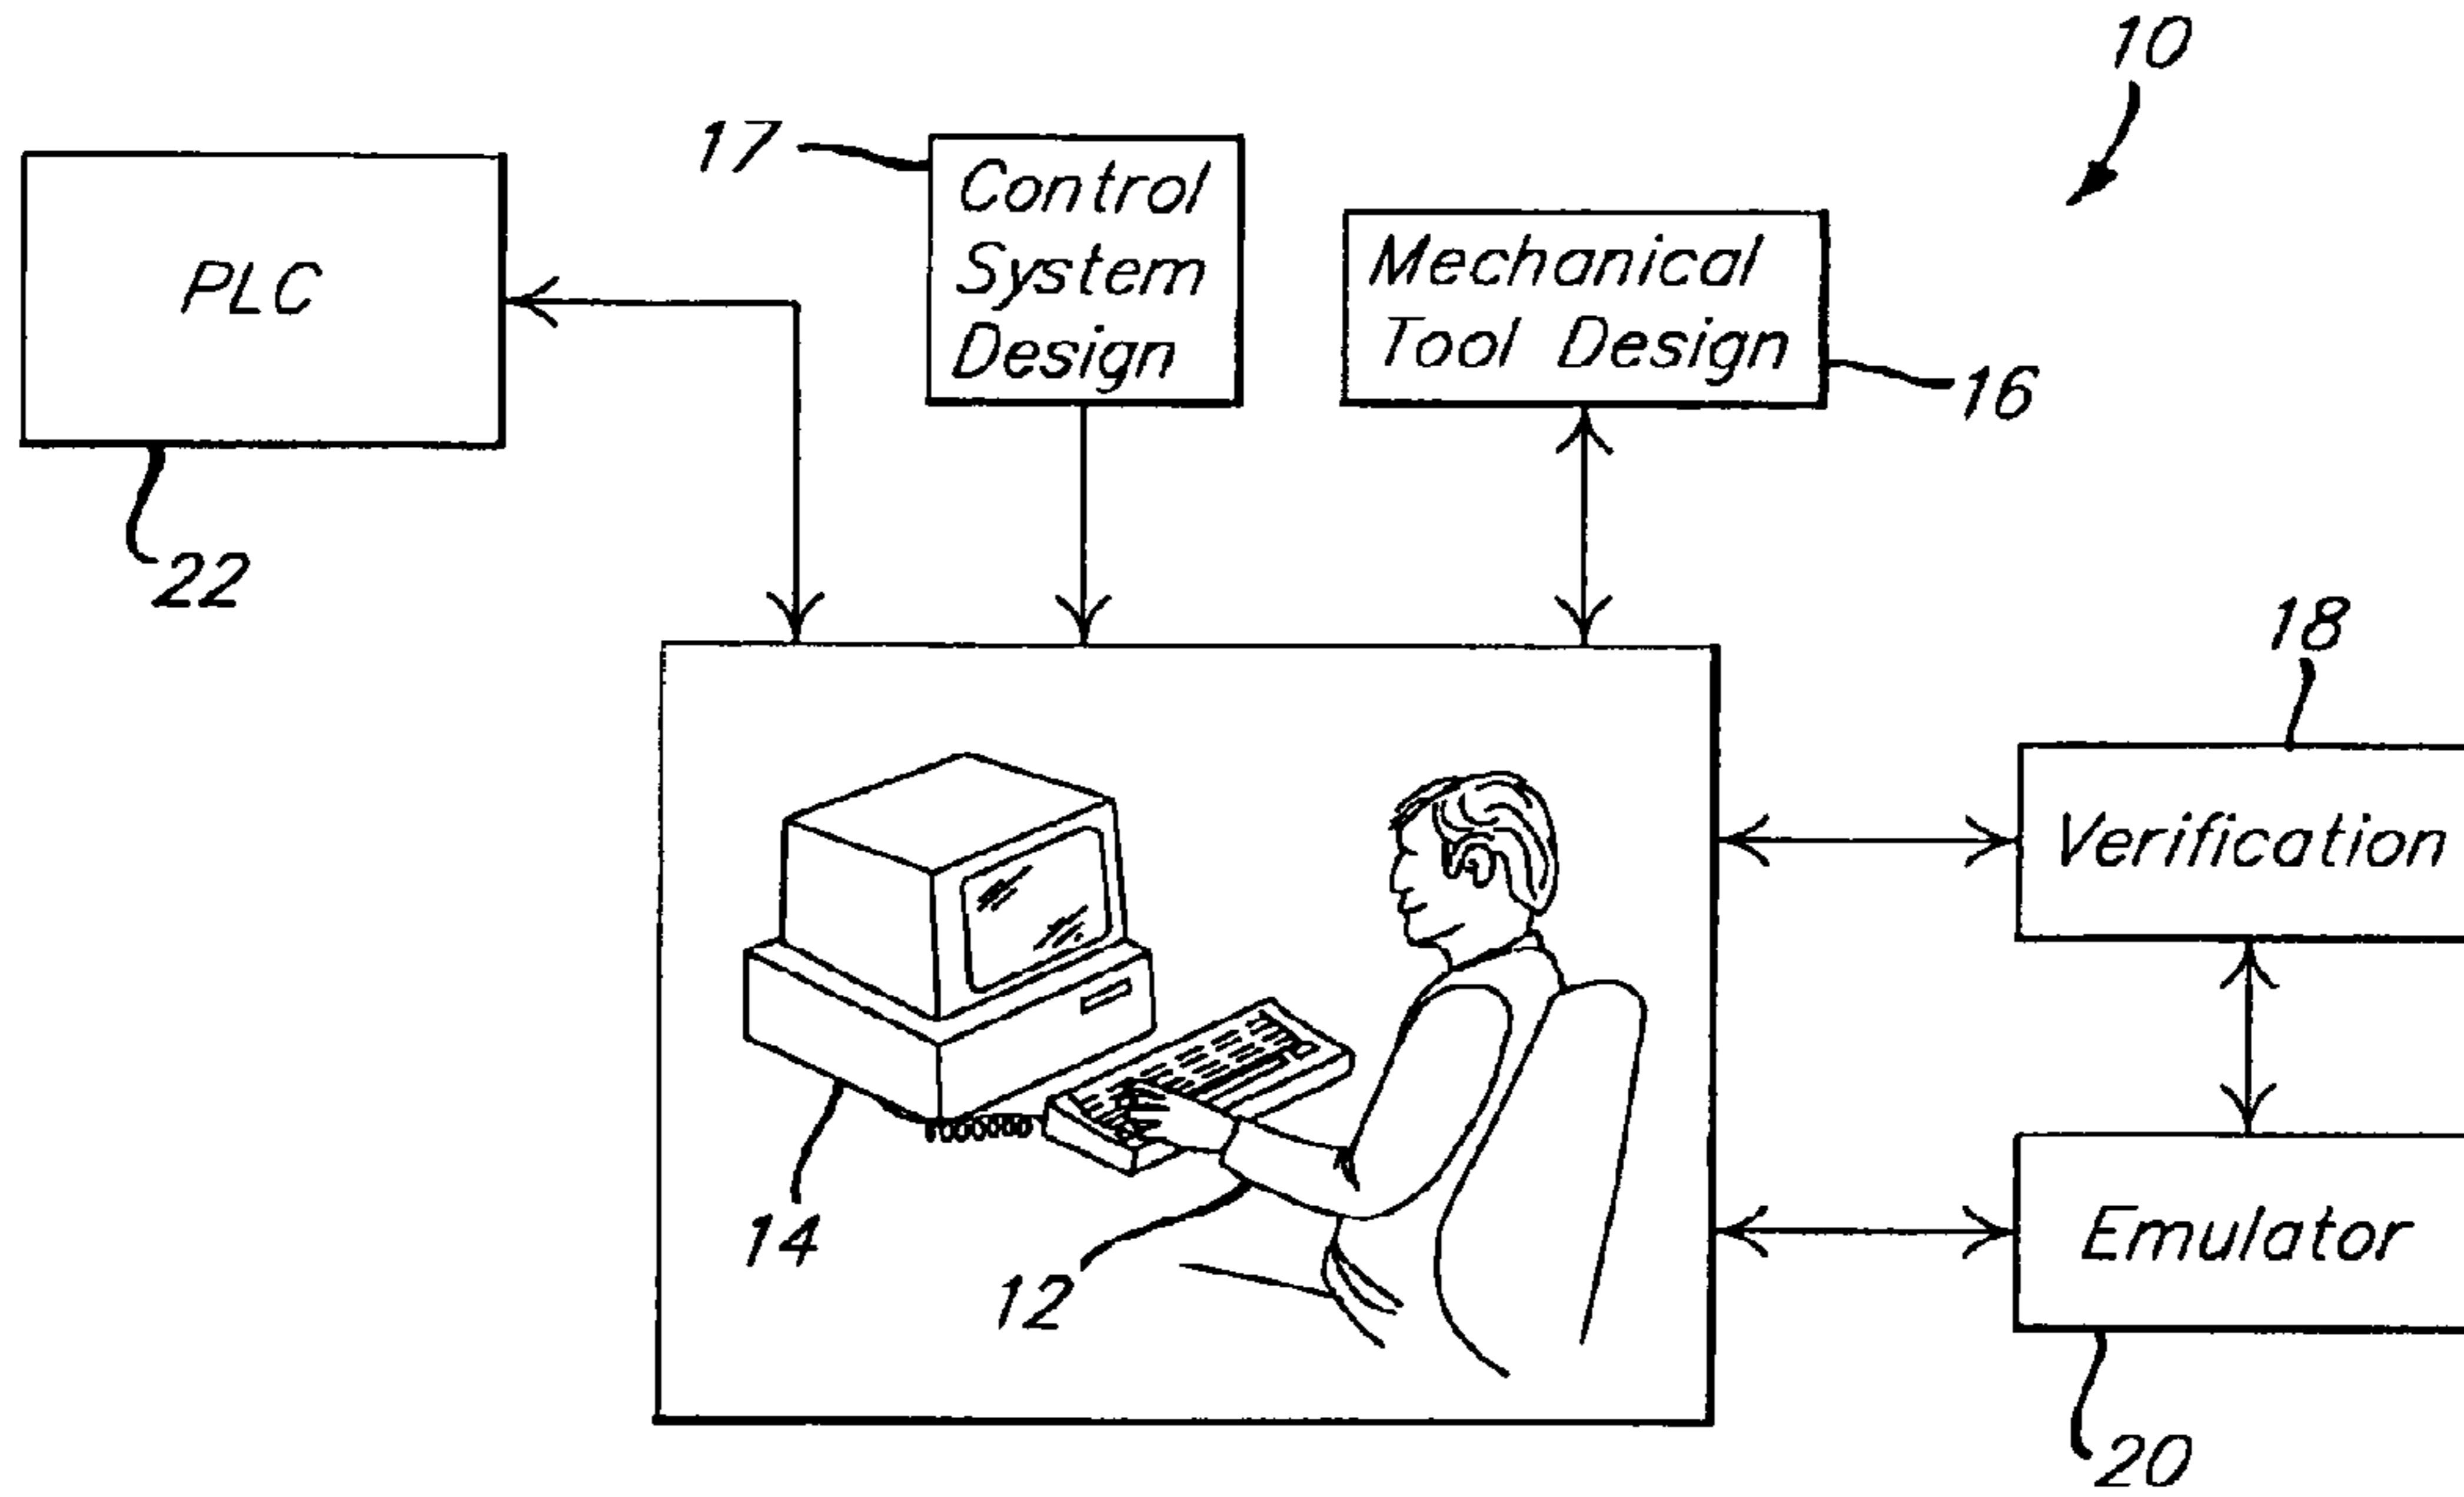 10
17
Control
System
Design
PLC
Mechanical
Tool Design
16
22
18
Verification
14
12
Emulator
20